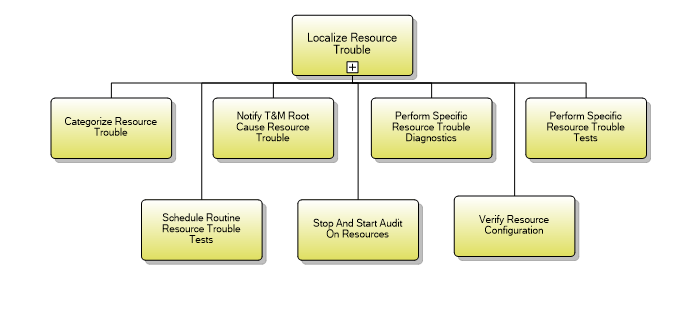 Localize Resource
Trouble
Categorize Resource
Trouble
Notify T&M Root
Cause Resource
Trouble
Perform Specific
Resource Trouble
Diagnostics
Perform Specific
Resource Trouble
Tests
Schedule Routine
Resource Trouble
Tests
Stop And Start Audit
On Resources
Verify Resource
Configuration